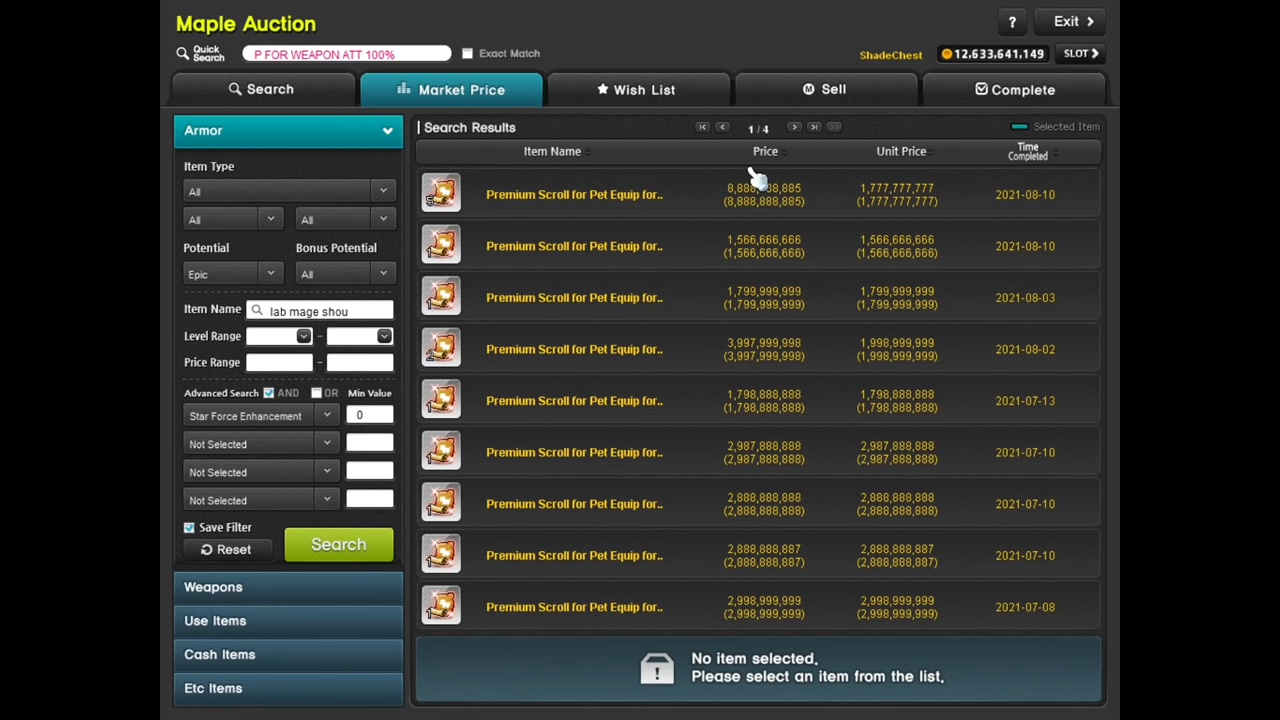 Maple Auction
? Exit
Quick Search P FOR WEAPON ATT 100% Exact Match ShadeChest 12,633,641,149 SLOT
Search Market Price Wish List Sell Complete
Armor
Item Type
All
All All
Potential Bonus Potential
Epic All
Item Name lab mage shou
Level Range -
Price Range -
Advanced Search AND OR Min Value
Star Force Enhancement 0
Not Selected
Not Selected
Not Selected
Save Filter
Reset Search
Weapons
Use Items
Cash Items
Etc Items
Search Results 1 / 4 Selected Item
Item Name Price Unit Price Time Completed
5 Premium Scroll for Pet Equip for.. 1,777,777,777 2021-08-10
(8,888,888,885) (1,777,777,777)
1 Premium Scroll for Pet Equip for.. 1,566,666,666 1,566,666,666 2021-08-10
(1,566,666,666) (1,566,666,666)
1 Premium Scroll for Pet Equip for.. 1,799,999,999 1,799,999,999 2021-08-03
(1,799,999,999) (1,799,999,999)
2 Premium Scroll for Pet Equip for.. 3,997,999,998 1,998,999,999 2021-08-02
(3,997,999,998) (1,998,999,999)
1 Premium Scroll for Pet Equip for.. 1,798,888,888 1,798,888,888 2021-07-13
(1,798,888,888) (1,798,888,888)
1 Premium Scroll for Pet Equip for.. 2,987,888,888 2,987,888,888 2021-07-10
(2,987,888,888) (2,987,888,888)
1 Premium Scroll for Pet Equip for.. 2,888,888,888 2,888,888,888 2021-07-10
(2,888,888,888) (2,888,888,888)
1 Premium Scroll for Pet Equip for.. 2,888,888,887 2,888,888,887 2021-07-10
(2,888,888,887) (2,888,888,887)
1 Premium Scroll for Pet Equip for.. 2,998,999,999 2,998,999,999 2021-07-08
(2,998,999,999) (2,998,999,999)
No item selected.
Please select an item from the list.